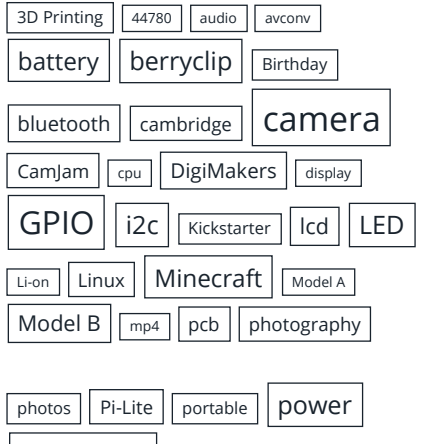 3D Printing 44780 audio avconv
battery berryclip Birthday
bluetooth cambridge camera
CamJam cpu DigiMakers display
GPIO i2c Kickstarter lcd LED
Li-on Linux Minecraft Model A
Model B mp4 pcb photography
photos Pi-Lite portable power